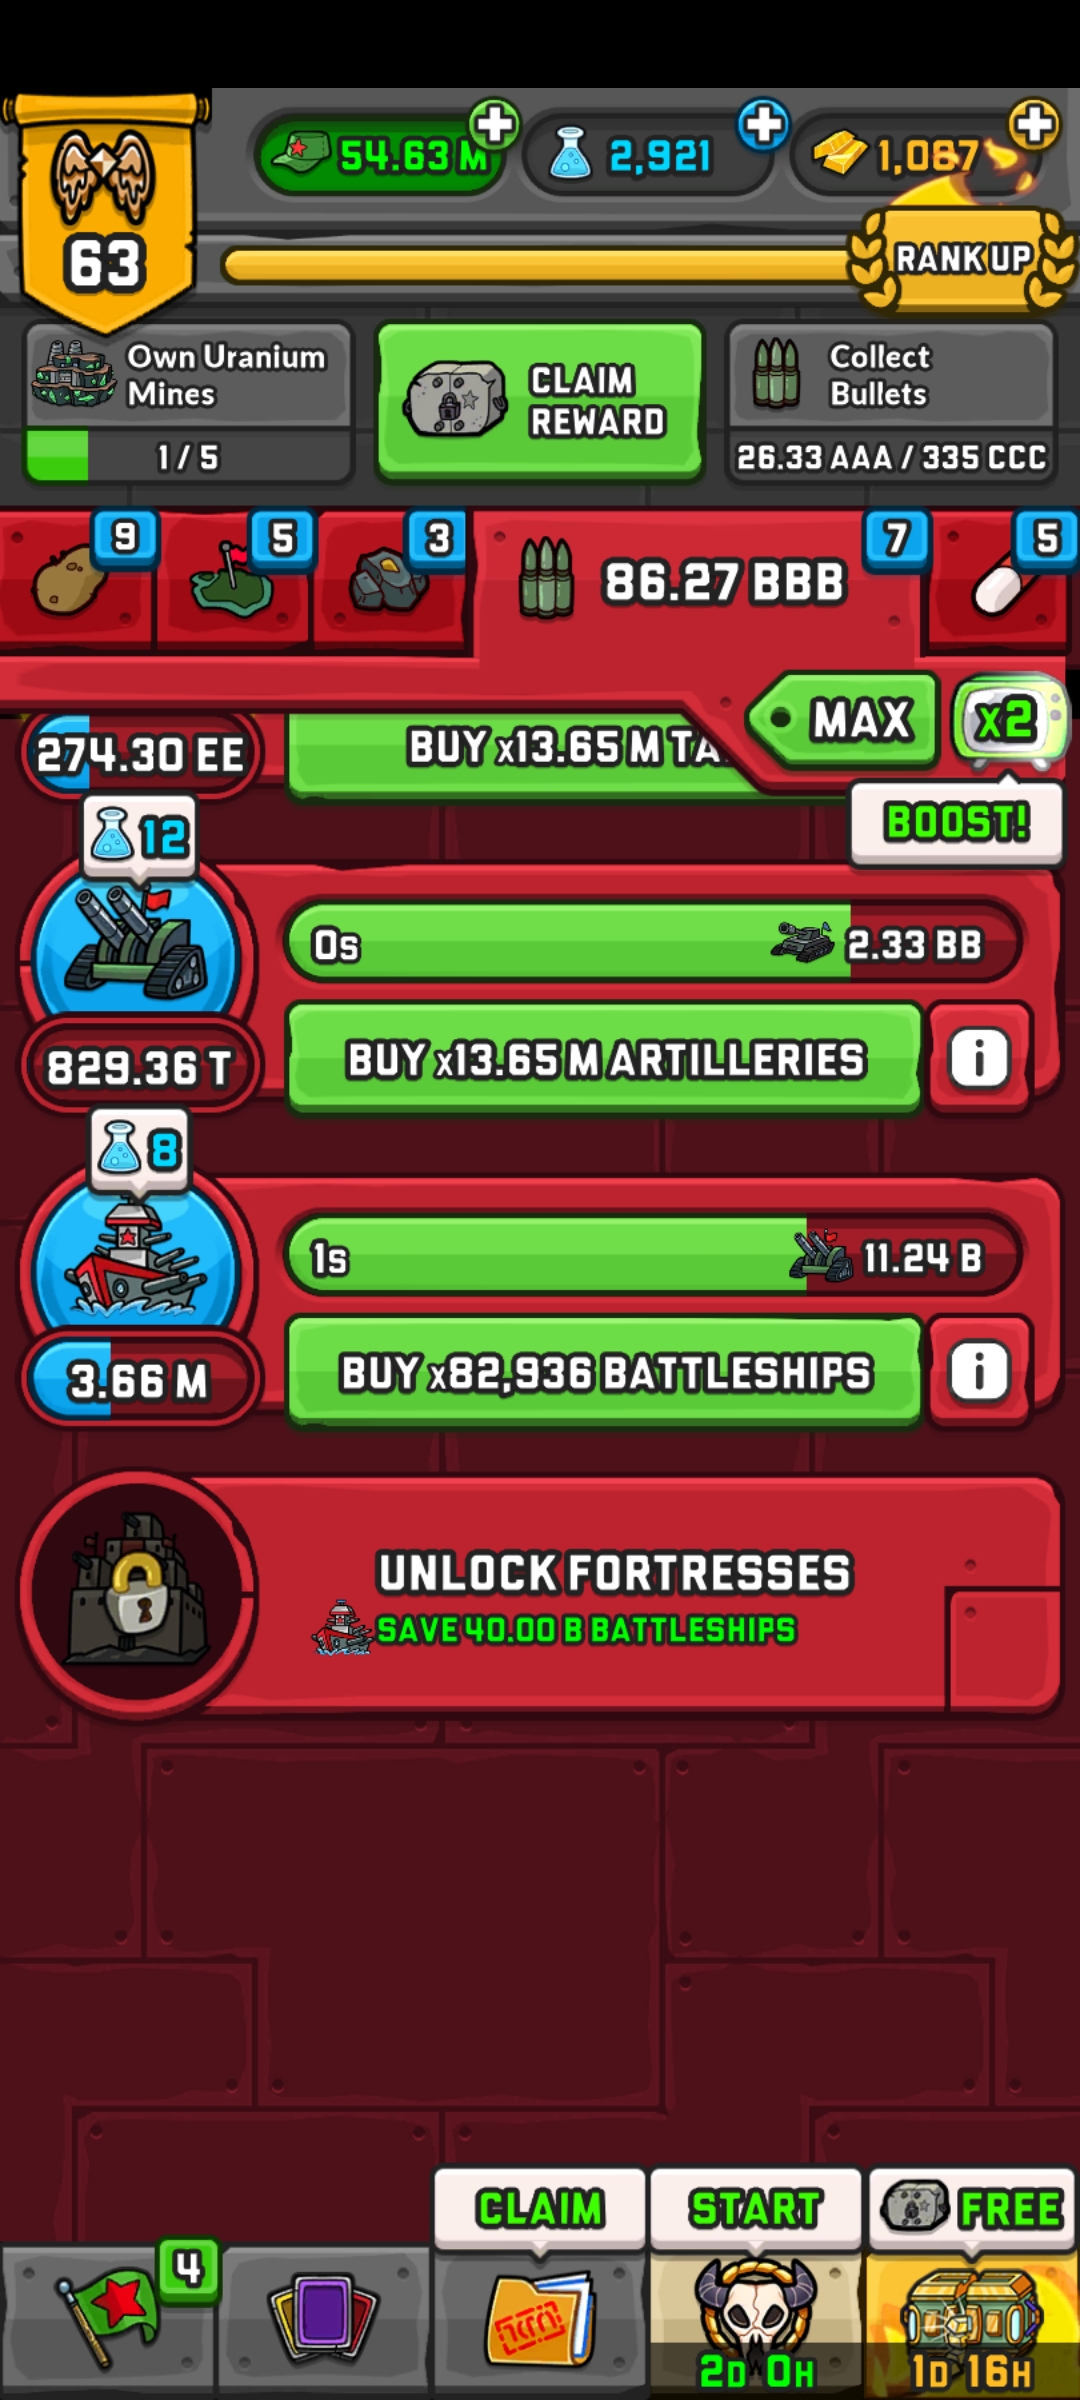 54.63 M
2,921
1,087
63
RANK UP
Own Uranium
Mines
1 / 5
CLAIM
REWARD
Collect
Bullets
26.33 AAA / 335 CCC
9
5
3
86.27 BBB
7
5
MAX
x2
274.30 EE
BUY x13.65 M TA
BOOST!
12
0s
2.33 BB
829.36 T
BUY x13.65 M ARTILLERIES
i
8
1s
11.24 B
3.66 M
BUY x82,936 BATTLESHIPS
i
UNLOCK FORTRESSES
SAVE 40.00 B BATTLESHIPS
CLAIM
START
FREE
4
2D 0H
1D 16H